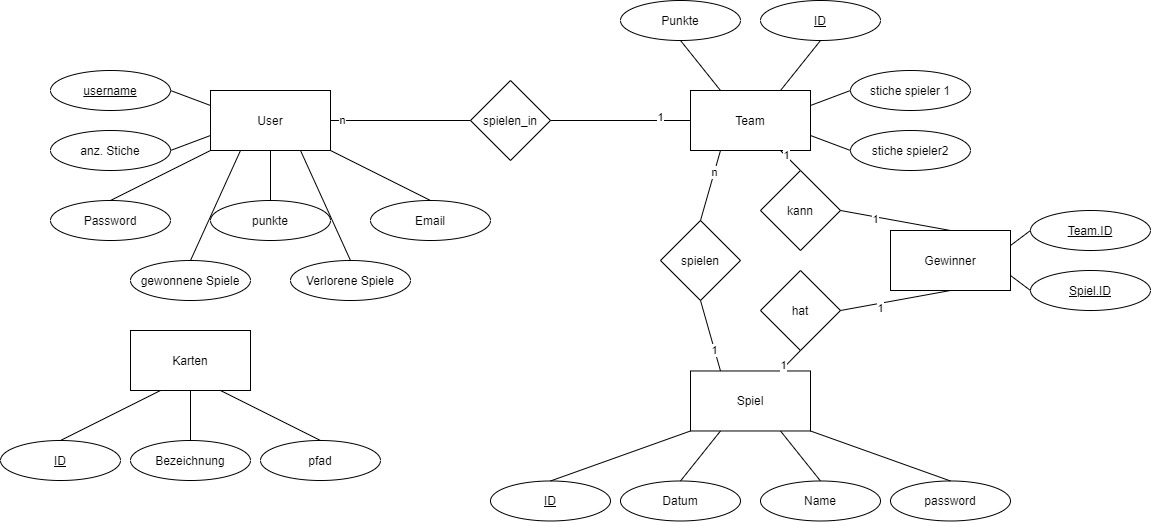 Punkte
ID
username
User
n
spielen_in
1
Team
stiche spieler 1
anz. Stiche
stiche spieler2
1
n
Password
punkte
Email
kann
1
Team.ID
spielen
Gewinner
gewonnene Spiele
Verlorene Spiele
Spiel.ID
hat
1
1
1
Karten
Spiel
ID
Bezeichnung
pfad
ID
Datum
Name
password